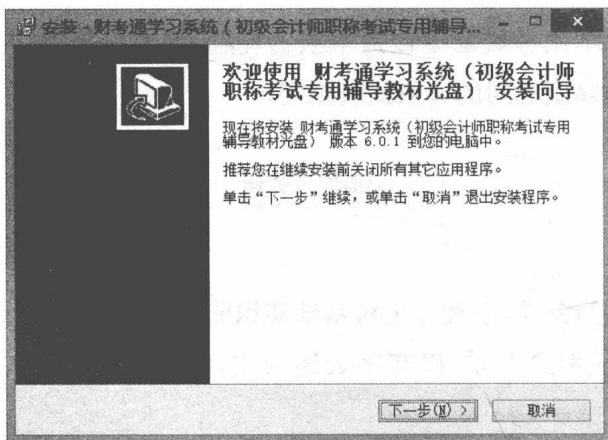 安装 - 财考通学习系统（初级会计师职称考试专用辅导...
欢迎使用 财考通学习系统（初级会计师
职称考试专用辅导教材光盘） 安装向导
现在将安装 财考通学习系统（初级会计师职称考试专用
辅导教材光盘） 版本 6.0.1 到您的电脑中。
推荐您在继续安装前关闭所有其它应用程序。
单击“下一步”继续，或单击“取消”退出安装程序。
下一步(N) >
取消